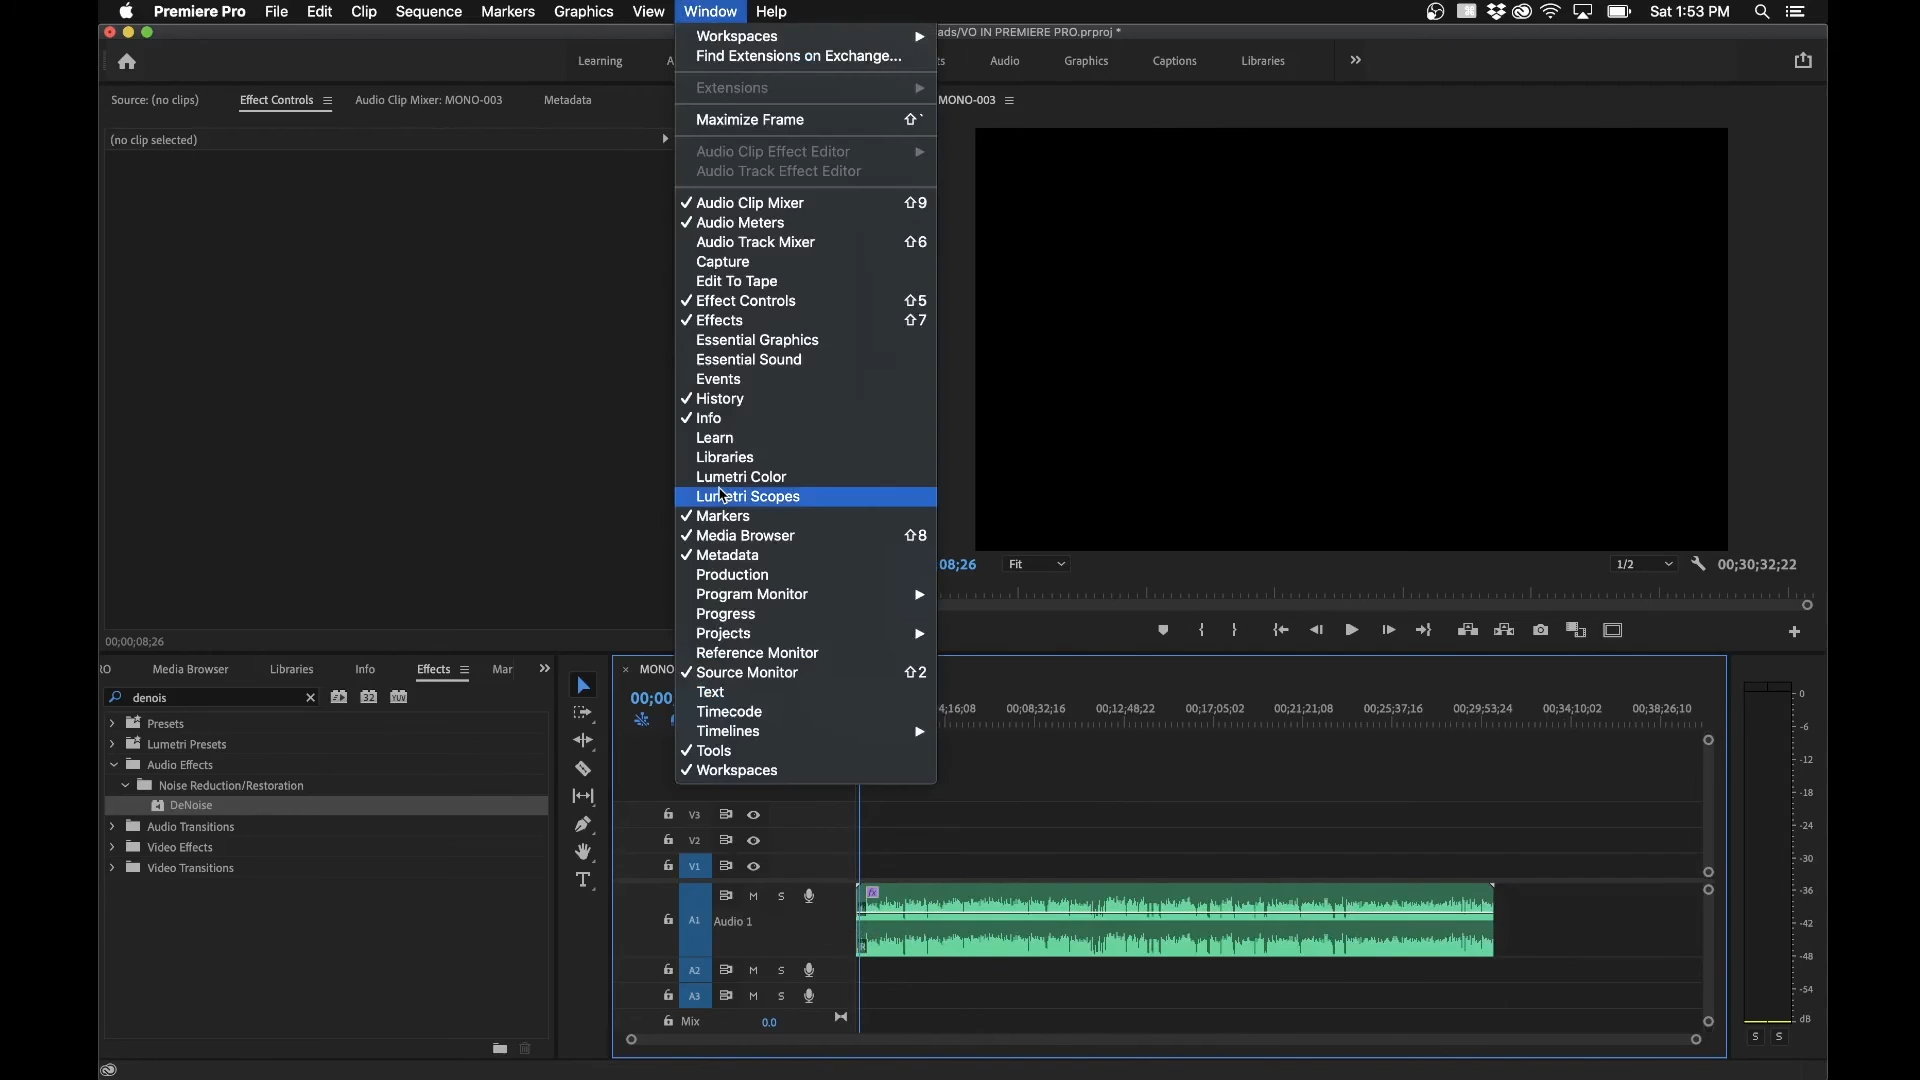 Premiere Pro File Edit Clip Sequence Markers Graphics View Window Help Sat 1:53 PM
ads/VO IN PREMIERE PRO.prproj *
Learning A ts Audio Graphics Captions Libraries
Source: (no clips) Effect Controls Audio Clip Mixer: MONO-003 Metadata
(no clip selected)
00;00;08;26
Workspaces
Find Extensions on Exchange...
Extensions
Maximize Frame ⇧`
Audio Clip Effect Editor
Audio Track Effect Editor
✓ Audio Clip Mixer ⇧9
✓ Audio Meters
Audio Track Mixer ⇧6
Capture
Edit To Tape
✓ Effect Controls ⇧5
✓ Effects ⇧7
Essential Graphics
Essential Sound
Events
✓ History
✓ Info
Learn
Libraries
Lumetri Color
Lumetri Scopes
✓ Markers
✓ Media Browser ⇧8
✓ Metadata
Production
Program Monitor
Progress
Projects
Reference Monitor
✓ Source Monitor ⇧2
Text
Timecode
Timelines
✓ Tools
✓ Workspaces
MONO-003
08;26 Fit 1/2 00;30;32;22
RO Media Browser Libraries Info Effects Mar
denois 32 YUV
Presets
Lumetri Presets
Audio Effects
Noise Reduction/Restoration
DeNoise
Audio Transitions
Video Effects
Video Transitions
× MONO
00;00
4;16;08 00;08;32;16 00;12;48;22 00;17;05;02 00;21;21;08 00;25;37;16 00;29;53;24 00;34;10;02 00;38;26;10
V3
V2
V1
M S
A1 Audio 1
fx
R
A2 M S
A3 M S
Mix 0.0
0
-6
-12
-18
-24
-30
-36
-42
-48
-54
dB
S S